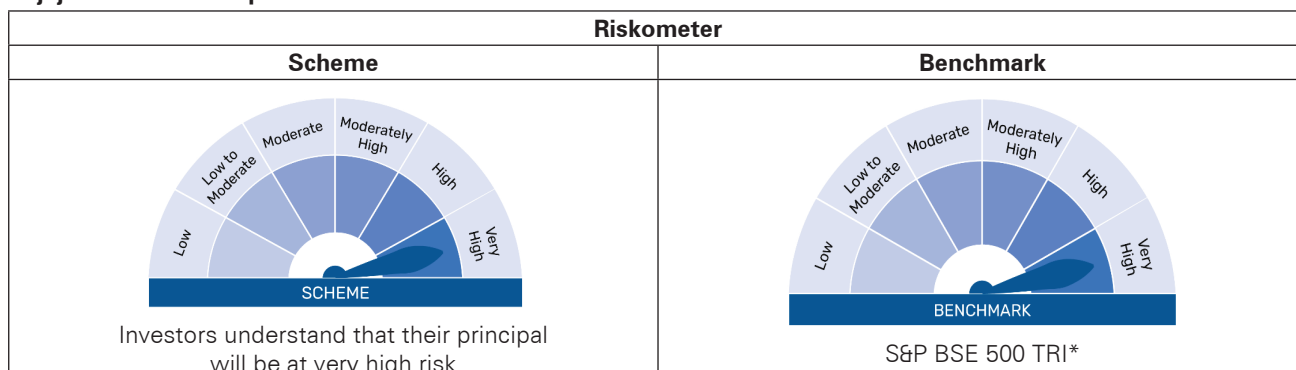 Riskometer
Scheme
Benchmark
Low
Low to
Moderate
Moderate
Moderately
High
High
Very
High
SCHEME
Investors understand that their principal
will be at very high risk
Low
Low to
Moderate
Moderate
Moderately
High
High
Very
High
BENCHMARK
S&P BSE 500 TRI*